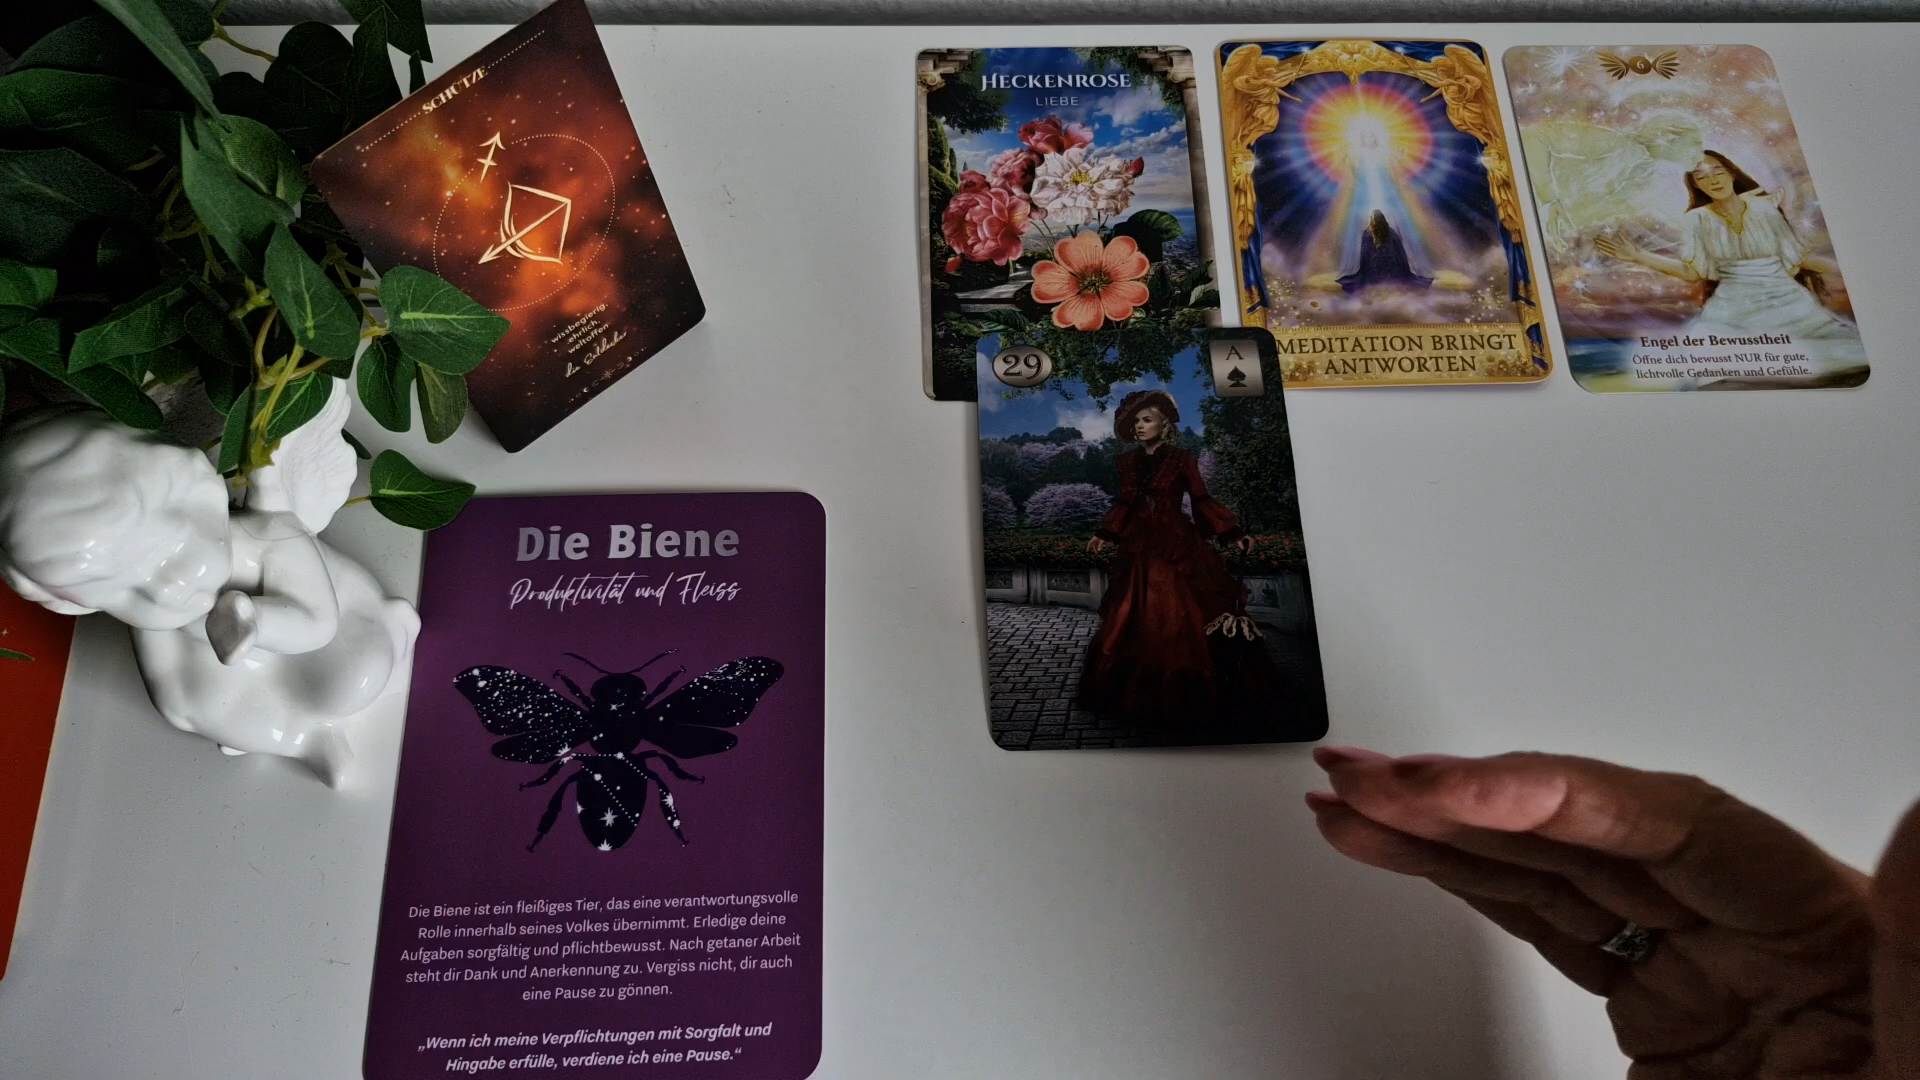 SCHÜTZE
wissbegierig,
ehrlich,
weltoffen
die Entdecker
HECKENROSE
LIEBE
MEDITATION BRINGT
ANTWORTEN
6
Engel der Bewusstheit
Öffne dich bewusst NUR für gute,
lichtvolle Gedanken und Gefühle.
29
A
Die Biene
Produktivität und Fleiss
Die Biene ist ein fleißiges Tier, das eine verantwortungsvolle
Rolle innerhalb seines Volkes übernimmt. Erledige deine
Aufgaben sorgfältig und pflichtbewusst. Nach getaner Arbeit
steht dir Dank und Anerkennung zu. Vergiss nicht, dir auch
eine Pause zu gönnen.
„Wenn ich meine Verpflichtungen mit Sorgfalt und
Hingabe erfülle, verdiene ich eine Pause.“